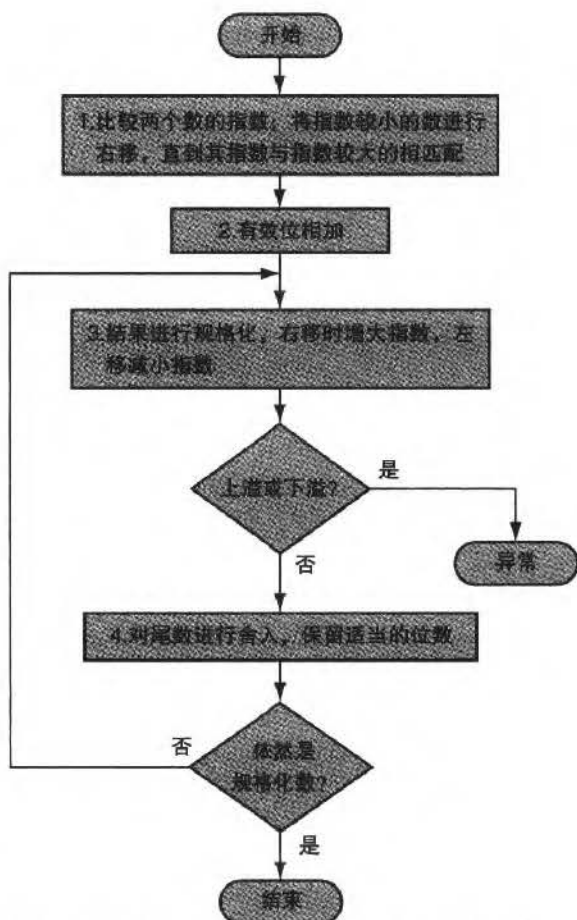 开始
1.比较两个数的指数，将指数较小的数进行
右移，直到其指数与指数较大的相匹配
2.有效位相加
3.结果进行规格化，右移时增大指数，左
移减小指数
上溢或下溢？
是
异常
否
4.对尾数进行舍入，保留适当的位数
否
依然是
规格化数？
是
结束